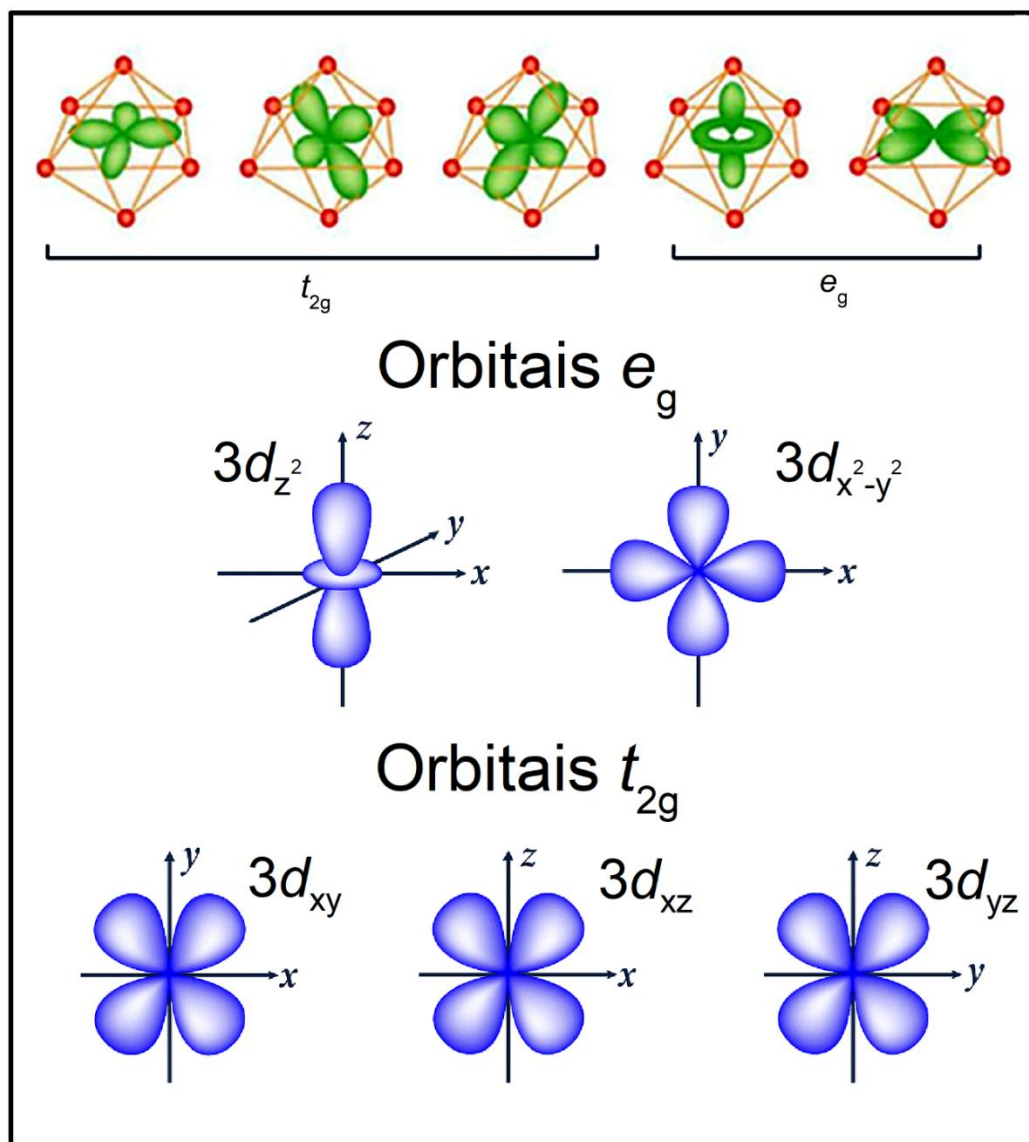 t2g eg
Orbitais eg
z
3dz²
y
x
y
3dx²-y²
x
Orbitais t2g
y
3dxy
x
z
3dxz
x
z
3dyz
y